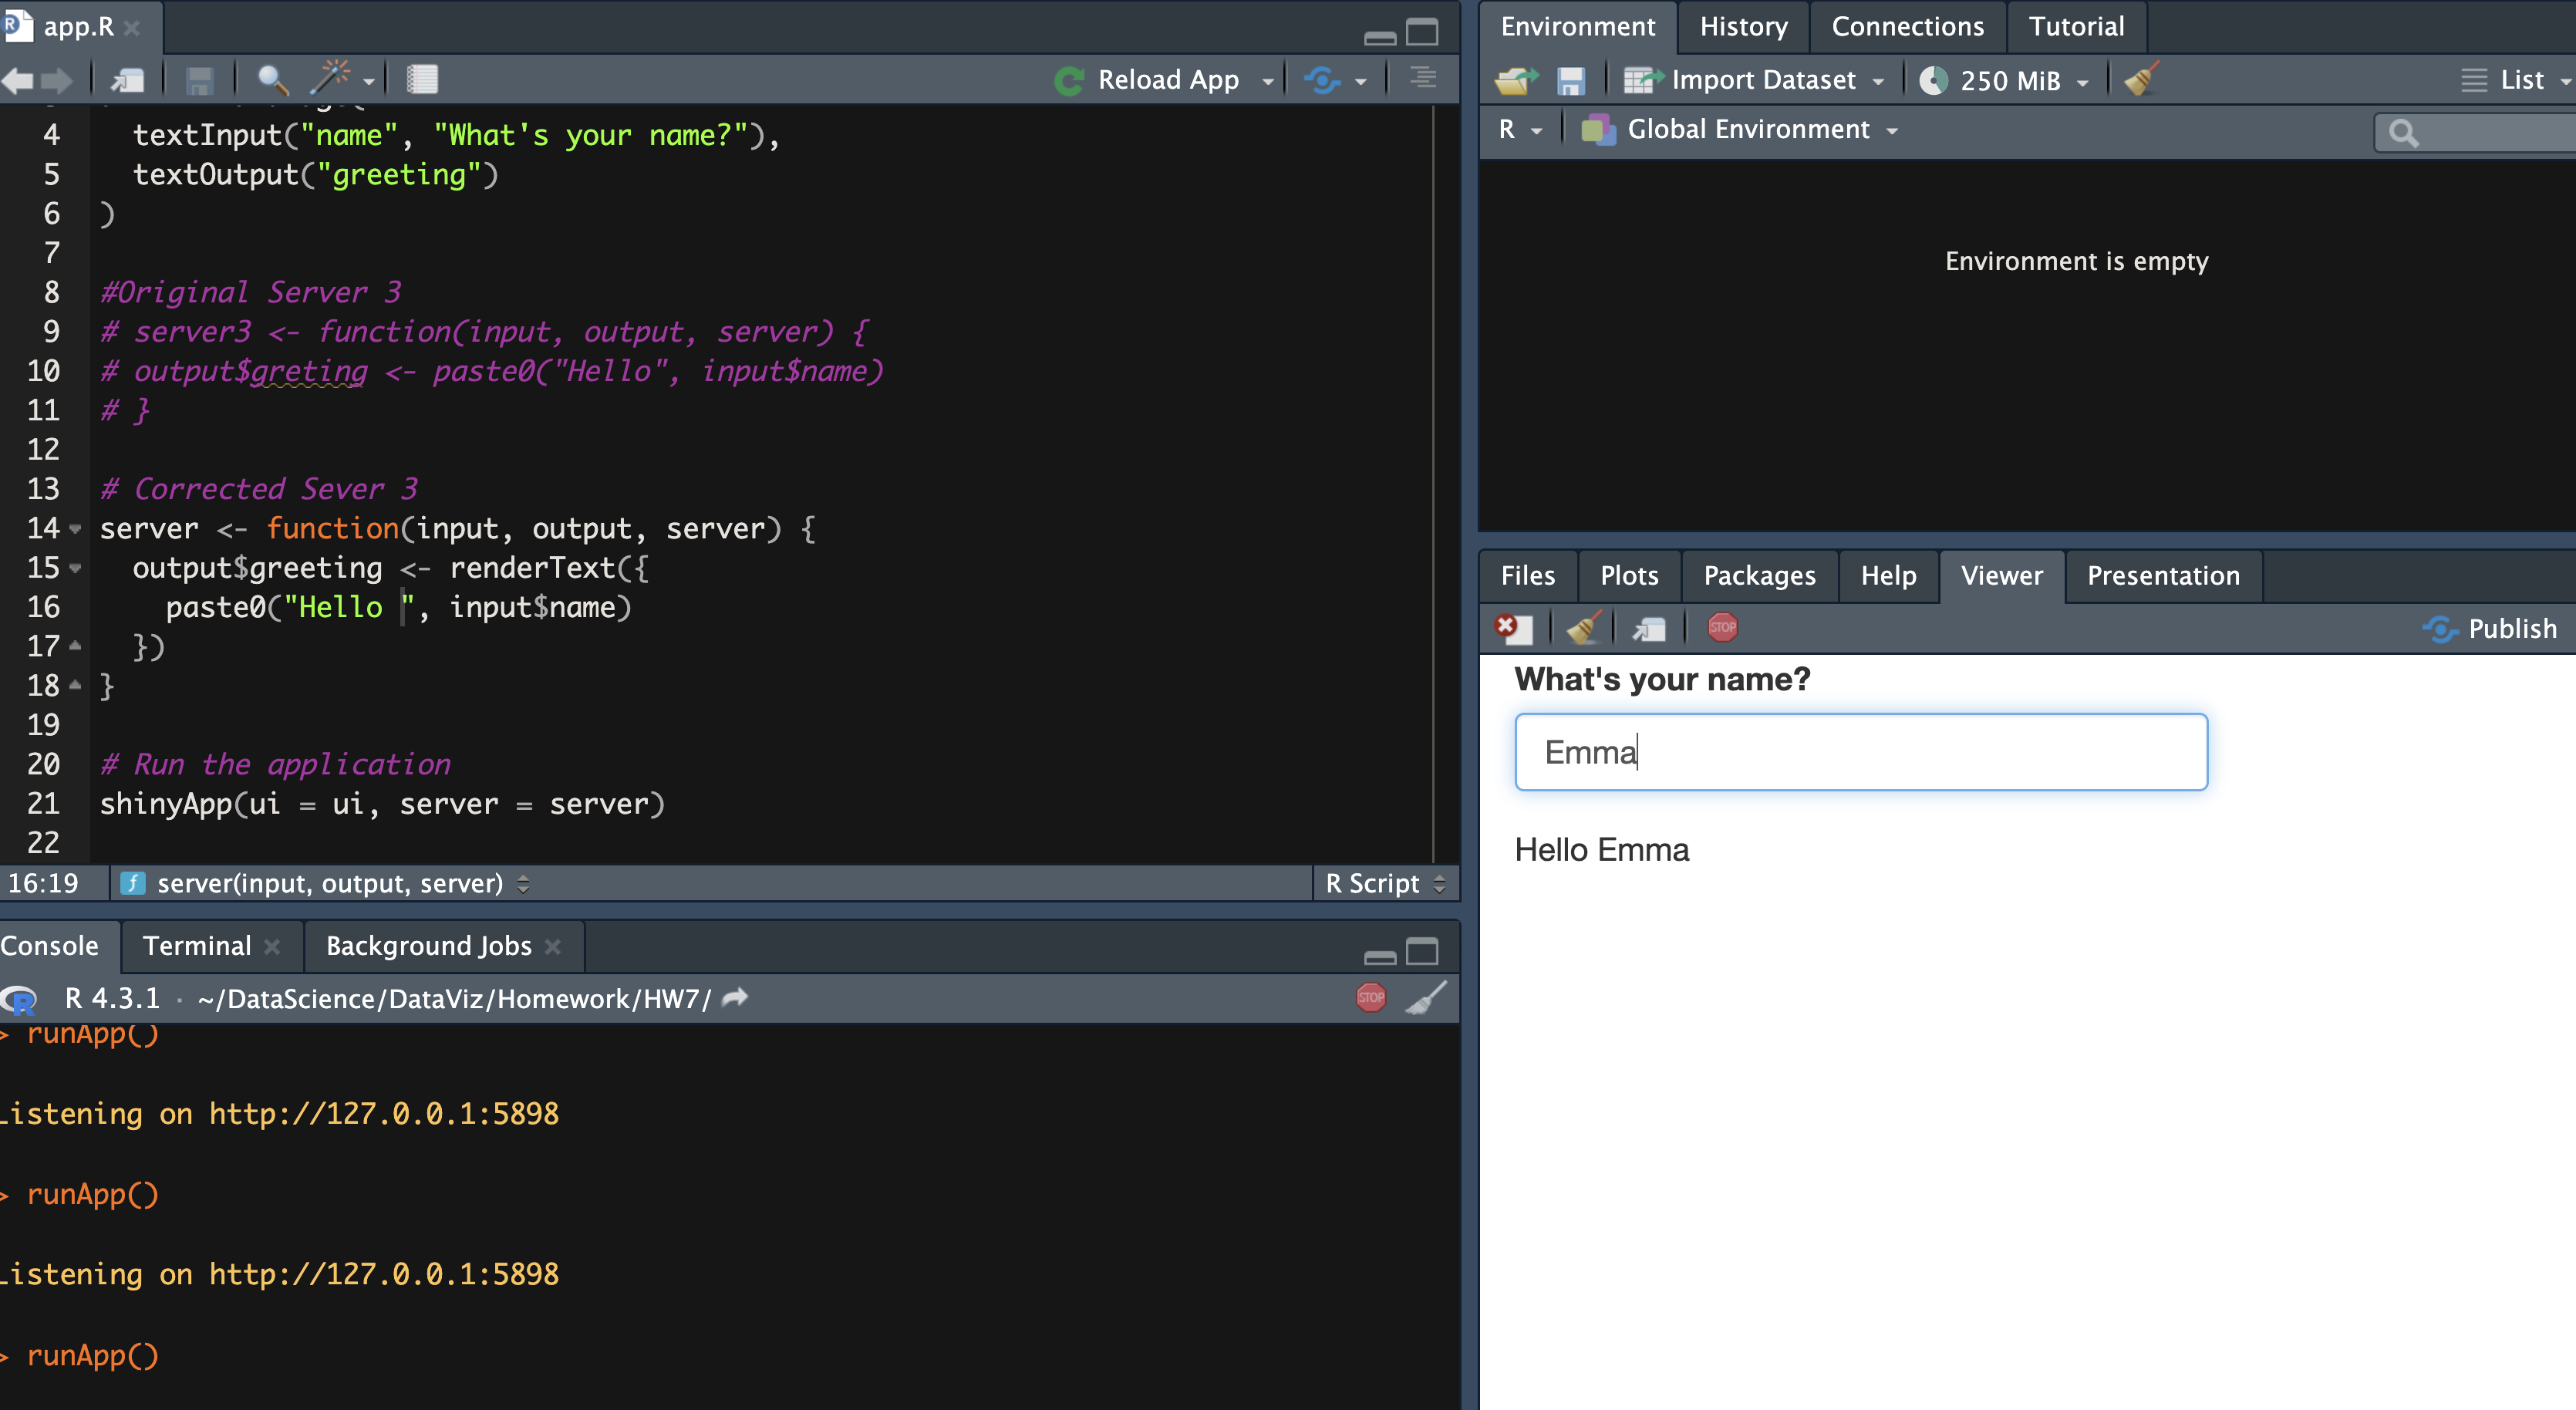 app.R
Reload App
4 textInput("name", "What's your name?"),
5 textOutput("greeting")
6 )
7
8 #Original Server 3
9 # server3 <- function(input, output, server) {
10 # output$greting <- paste0("Hello", input$name)
11 # }
12
13 # Corrected Sever 3
14 server <- function(input, output, server) {
15 output$greeting <- renderText({
16 paste0("Hello ", input$name)
17 })
18 }
19
20 # Run the application
21 shinyApp(ui = ui, server = server)
22
16:19 server(input, output, server) R Script
Console Terminal Background Jobs
R 4.3.1 · ~/DataScience/DataViz/Homework/HW7/
STOP
> runApp()
Listening on http://127.0.0.1:5898
> runApp()
Listening on http://127.0.0.1:5898
> runApp()
Environment History Connections Tutorial
Import Dataset 250 MiB List
R Global Environment
Environment is empty
Files Plots Packages Help Viewer Presentation
STOP Publish
What's your name?
Emma
Hello Emma